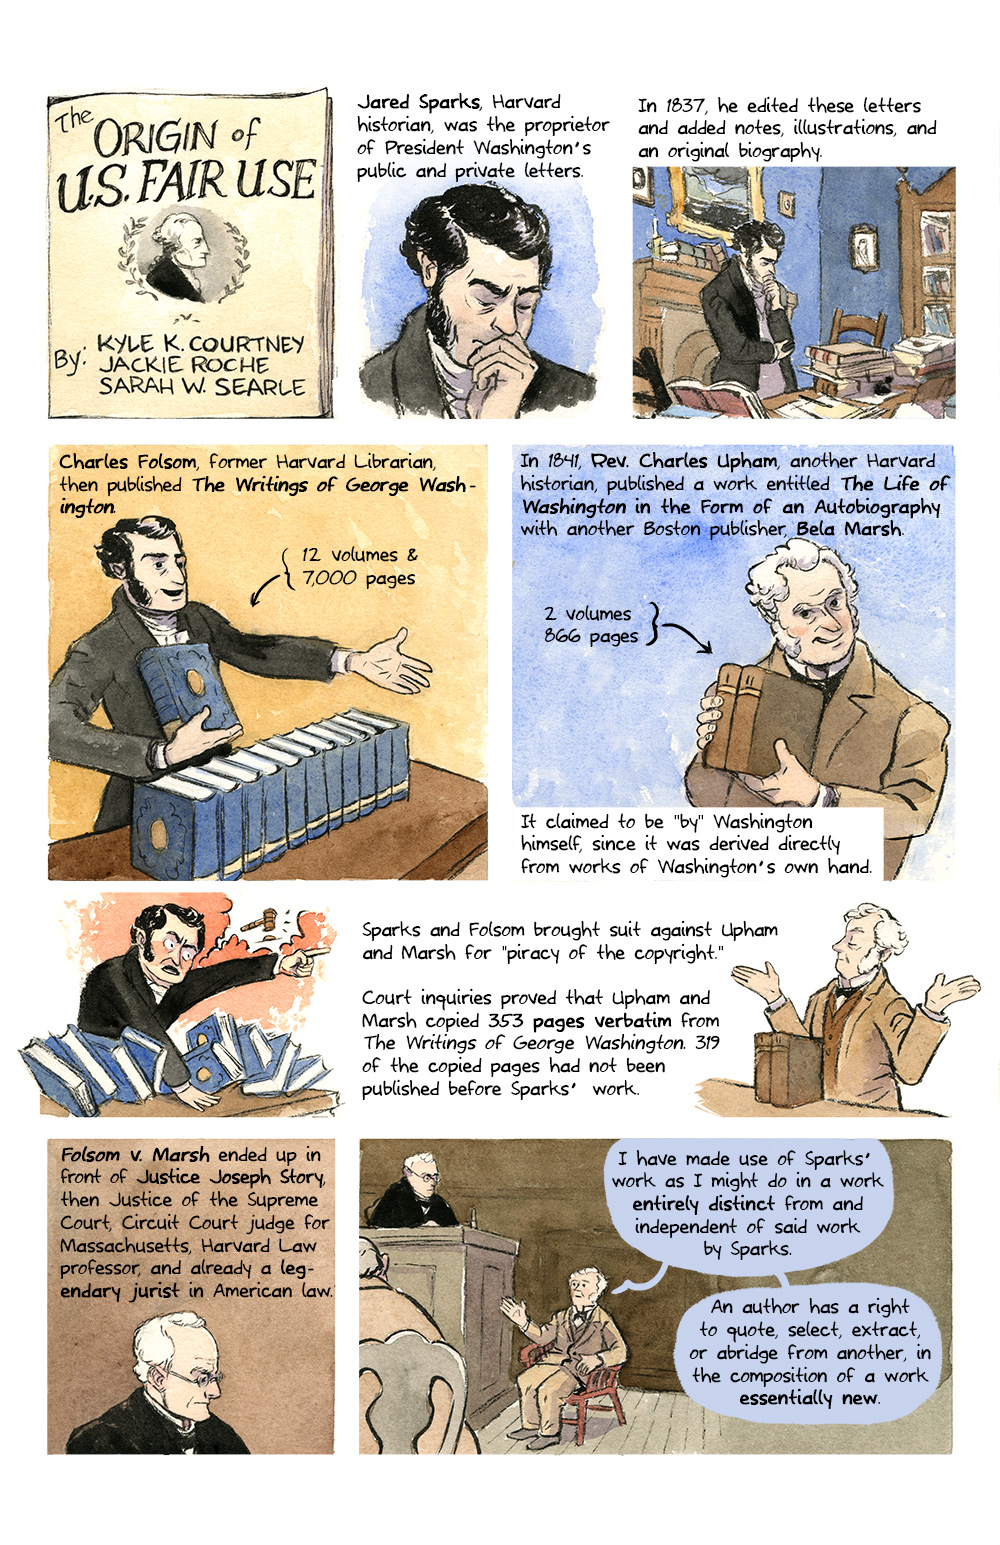 The
ORIGIN of
U.S. FAIR USE
By: KYLE K. COURTNEY
JACKIE ROCHE
SARAH W. SEARLE
Jared Sparks, Harvard
historian, was the proprietor
of President Washington's
public and private letters.
In 1837, he edited these letters
and added notes, illustrations, and
an original biography.
Charles Folsom, former Harvard Librarian,
then published The Writings of George Wash-
ington.
12 volumes &
7,000 pages
In 1841, Rev. Charles Upham, another Harvard
historian, published a work entitled The Life of
Washington in the Form of an Autobiography
with another Boston publisher, Bela Marsh.
2 volumes
866 pages
It claimed to be "by" Washington
himself, since it was derived directly
from works of Washington's own hand.
Sparks and Folsom brought suit against Upham
and Marsh for "piracy of the copyright."
Court inquiries proved that Upham and
Marsh copied 353 pages verbatim from
The Writings of George Washington. 319
of the copied pages had not been
published before Sparks' work.
Folsom v. Marsh ended up in
front of Justice Joseph Story,
then Justice of the Supreme
Court, Circuit Court judge for
Massachusetts, Harvard Law
professor, and already a leg-
endary jurist in American law.
I have made use of Sparks'
work as I might do in a work
entirely distinct from and
independent of said work
by Sparks.
An author has a right
to quote, select, extract,
or abridge from another, in
the composition of a work
essentially new.